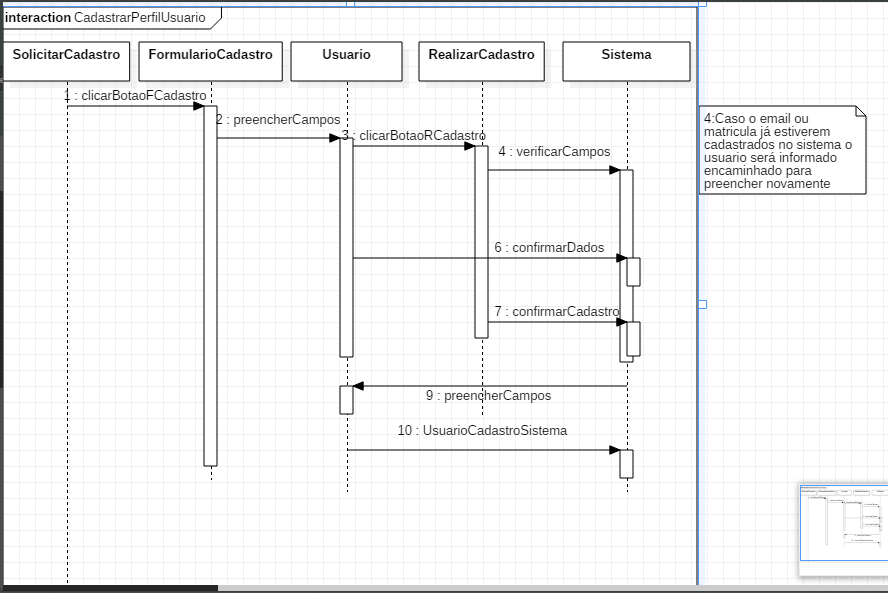 interaction CadastrarPerfilUsuario
SolicitarCadastro
FormularioCadastro
Usuario
RealizarCadastro
Sistema
1 : clicarBotaoFCadastro
2 : preencherCampos
3 : clicarBotaoRCadastro
4 : verificarCampos
4:Caso o email ou
matricula já estiverem
cadastrados no sistema o
usuario será informado
encaminhado para
preencher novamente
6 : confirmarDados
7 : confirmarCadastro
9 : preencherCampos
10 : UsuarioCadastroSistema